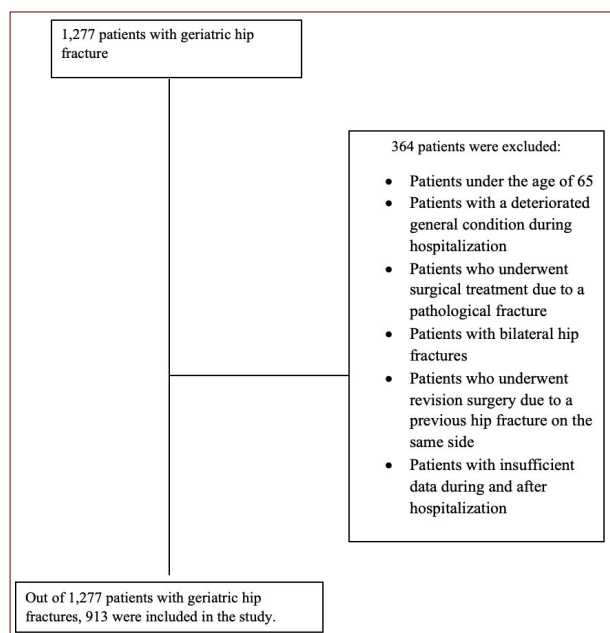 1,277 patients with geriatric hip
fracture
364 patients were excluded:
• Patients under the age of 65
• Patients with a deteriorated
general condition during
hospitalization
• Patients who underwent
surgical treatment due to a
pathological fracture
• Patients with bilateral hip
fractures
• Patients who underwent
revision surgery due to a
previous hip fracture on the
same side
• Patients with insufficient
data during and after
hospitalization
Out of 1,277 patients with geriatric hip
fractures, 913 were included in the study.